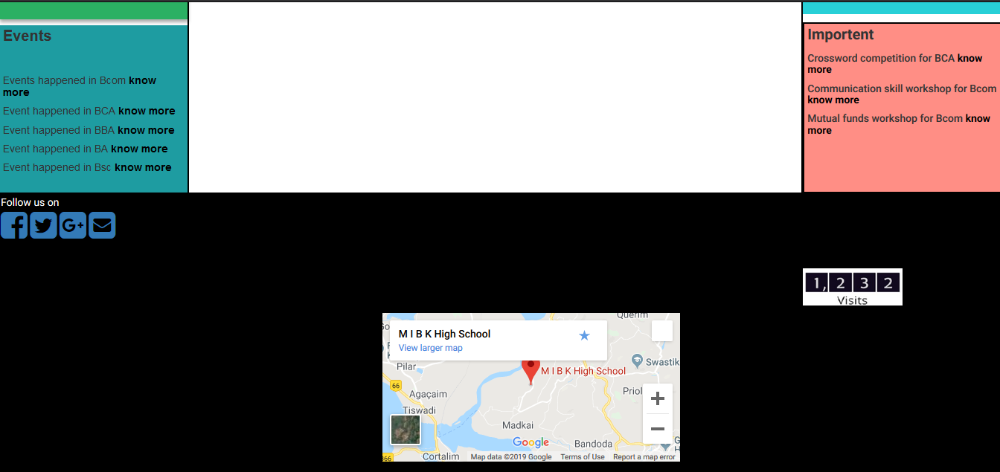 Events
Events happened in Bcom know
more
Event happened in BCA know more
Event happened in BBA know more
Event happened in BA know more
Event happened in Bsc know more
Importent
Crossword competition for BCA know
more
Communication skill workshop for Bcom
know more
Mutual funds workshop for Bcom know
more
Follow us on
G+
1,232
Visits
Querim
M I B K High School
View larger map
Pilar
M I B K High School
Swastik
Priol
66
Agaçaim
Tiswadi
Madkai
Google
Bandoda
566
Cortalim
Map data ©2019 Google Terms of Use Report a map error